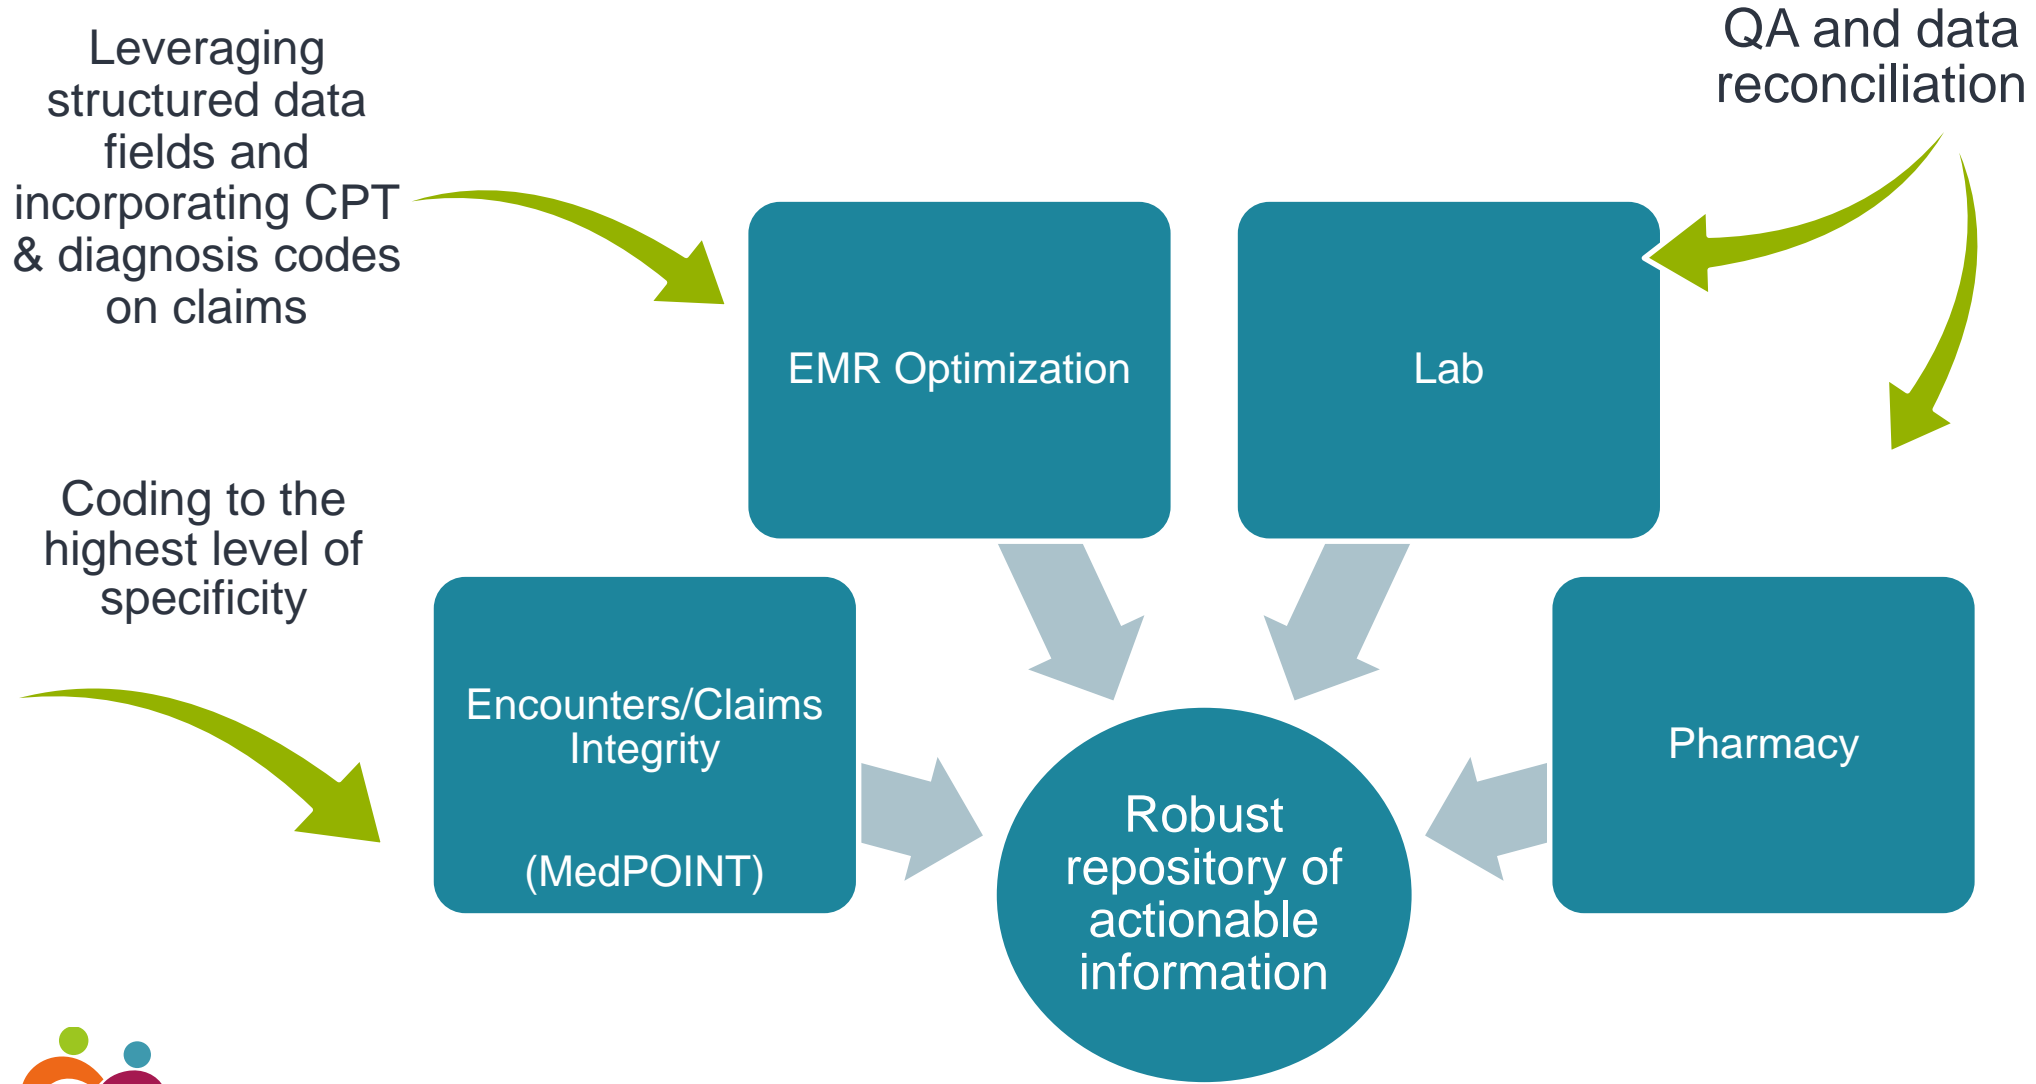 Leveraging
structured data
fields and
incorporating CPT
& diagnosis codes
on claims
QA and data
reconciliation
EMR Optimization
Lab
Coding to the
highest level of
specificity
Encounters/Claims
Integrity
(MedPOINT)
Pharmacy
Robust
repository of
actionable
information